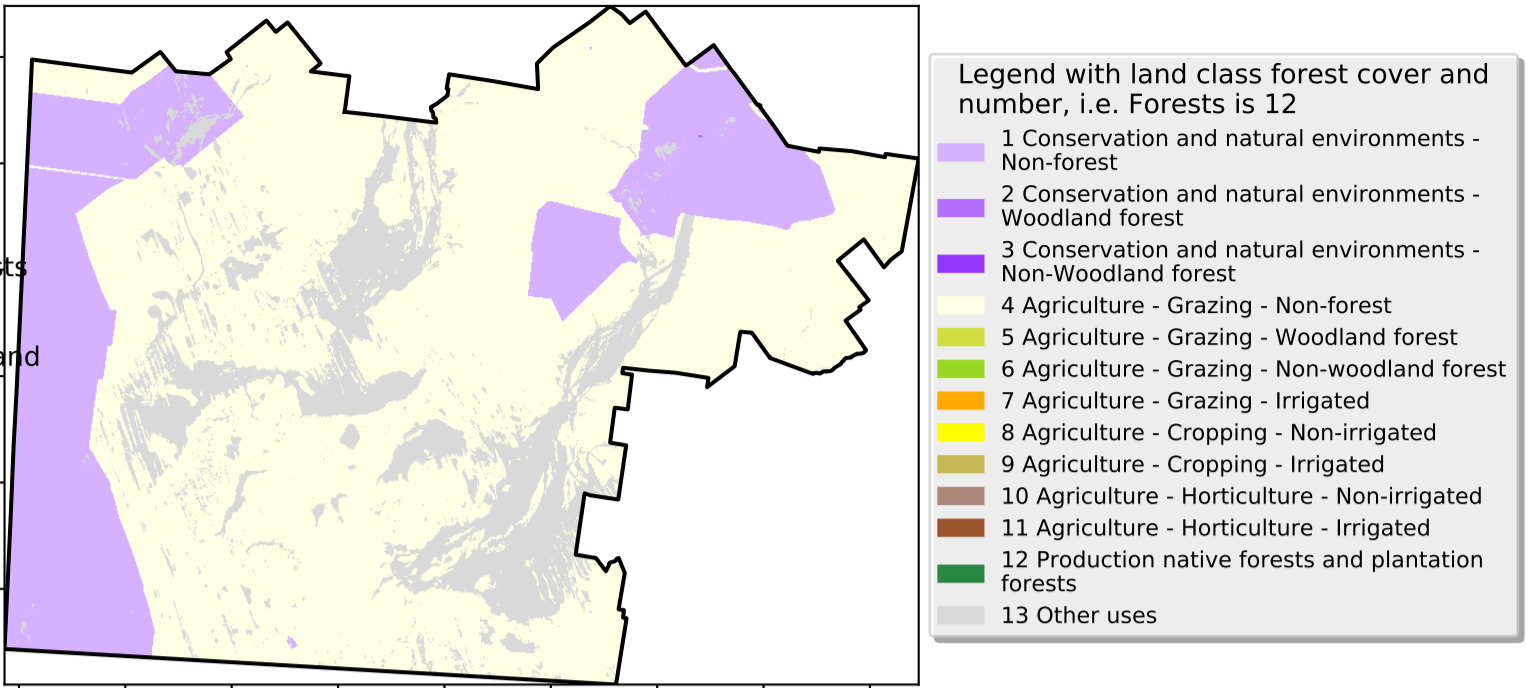 Legend with land class forest cover and
number, i.e. Forests is 12
1 Conservation and natural environments -
Non-forest
2 Conservation and natural environments -
Woodland forest
3 Conservation and natural environments -
Non-Woodland forest
4 Agriculture - Grazing - Non-forest
5 Agriculture - Grazing - Woodland forest
6 Agriculture - Grazing - Non-woodland forest
7 Agriculture - Grazing - Irrigated
8 Agriculture - Cropping - Non-irrigated
9 Agriculture - Cropping - Irrigated
10 Agriculture - Horticulture - Non-irrigated
11 Agriculture - Horticulture - Irrigated
12 Production native forests and plantation
forests
13 Other uses